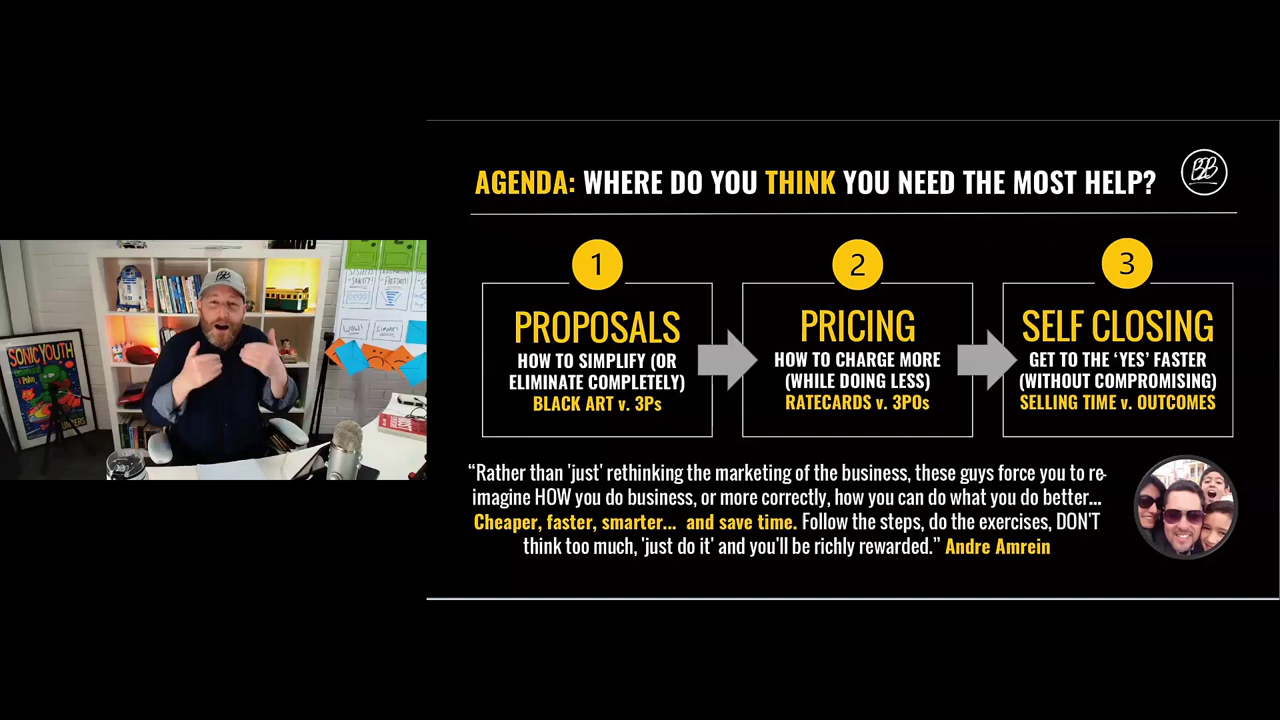 AGENDA: WHERE DO YOU THINK YOU NEED THE MOST HELP?
1
PROPOSALS
HOW TO SIMPLIFY (OR
ELIMINATE COMPLETELY)
BLACK ART v. 3Ps
2
PRICING
HOW TO CHARGE MORE
(WHILE DOING LESS)
RATECARDS v. 3POs
3
SELF CLOSING
GET TO THE ‘YES’ FASTER
(WITHOUT COMPROMISING)
SELLING TIME v. OUTCOMES
“Rather than 'just' rethinking the marketing of the business, these guys force you to re-
imagine HOW you do business, or more correctly, how you can do what you do better...
Cheaper, faster, smarter... and save time. Follow the steps, do the exercises, DON'T
think too much, 'just do it' and you’ll be richly rewarded.” Andre Amrein
SONIC YOUTH